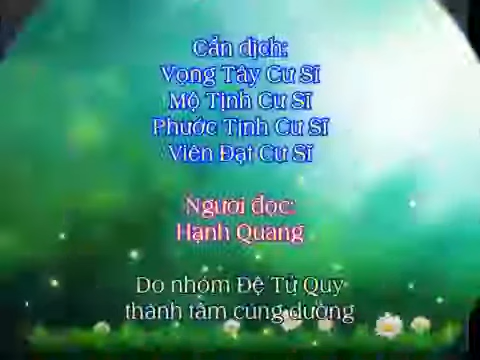 Cẩn dịch:
Vọng Tây Cư Sĩ
Mộ Tịnh Cư Sĩ
Phước Tịnh Cư Sĩ
Viên Đạt Cư Sĩ
Người đọc:
Hạnh Quang
Do nhóm Đệ Tử Quy
thành tâm cúng dường